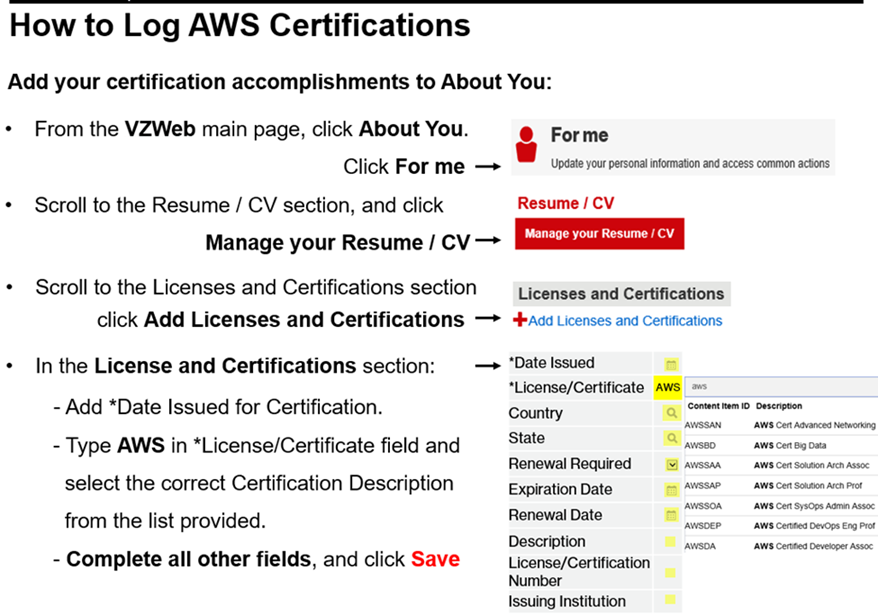 How to Log AWS Certifications
Add your certification accomplishments to About You:
• From the VZWeb main page, click About You.
Click For me →
For me
Update your personal information and access common actions
• Scroll to the Resume / CV section, and click
Manage your Resume / CV →
Resume / CV
Manage your Resume / CV
• Scroll to the Licenses and Certifications section
click Add Licenses and Certifications →
Licenses and Certifications
+Add Licenses and Certifications
• In the License and Certifications section: →
- Add *Date Issued for Certification.
- Type AWS in *License/Certificate field and
select the correct Certification Description
from the list provided.
- Complete all other fields, and click Save
*Date Issued
*License/Certificate AWS
Country
State
Renewal Required
Expiration Date
Renewal Date
Description
License/Certification
Number
Issuing Institution
aws
Content Item ID Description
AWSSAN AWS Cert Advanced Networking
AWSBD AWS Cert Big Data
AWSSAA AWS Cert Solution Arch Assoc
AWSSAP AWS Cert Solution Arch Prof
AWSSOA AWS Cert SysOps Admin Assoc
AWSDEP AWS Certified DevOps Eng Prof
AWSDA AWS Certified Developer Assoc